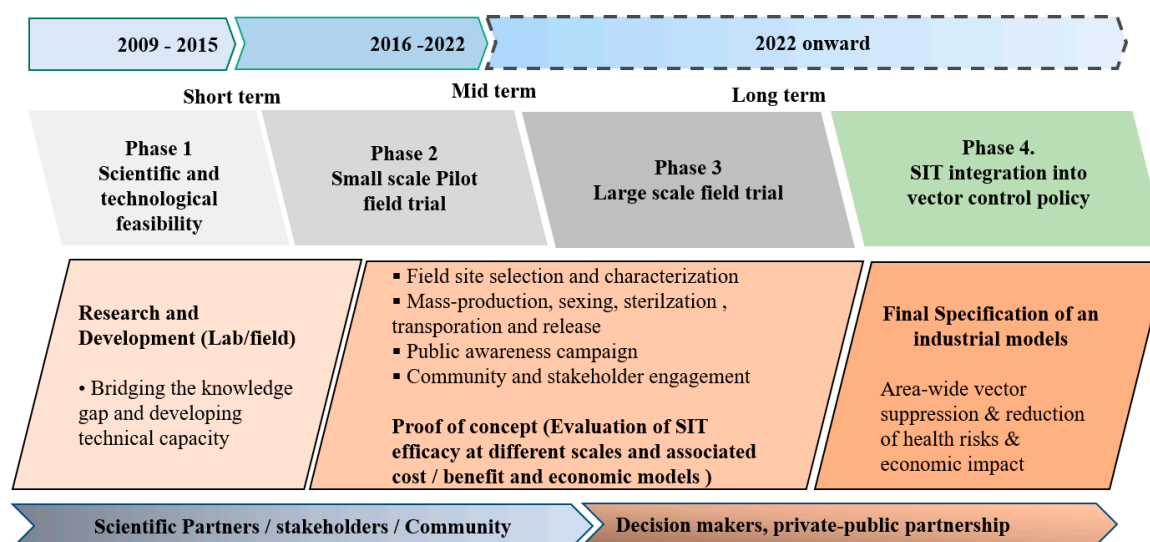 2009 - 2015
2016 -2022
2022 onward
Short term
Mid term
Long term
Phase 1
Scientific and
technological
feasibility
Phase 2
Small scale Pilot
field trial
Phase 3
Large scale field trial
Phase 4.
SIT integration into
vector control policy
Research and
Development (Lab/field)
• Bridging the knowledge
gap and developing
technical capacity
▪ Field site selection and characterization
▪ Mass-production, sexing, sterilzation ,
transporation and release
▪ Public awareness campaign
▪ Community and stakeholder engagement
Proof of concept (Evaluation of SIT
efficacy at different scales and associated
cost / benefit and economic models )
Final Specification of an
industrial models
Area-wide vector
suppression & reduction
of health risks &
economic impact
Scientific Partners / stakeholders / Community
Decision makers, private-public partnership